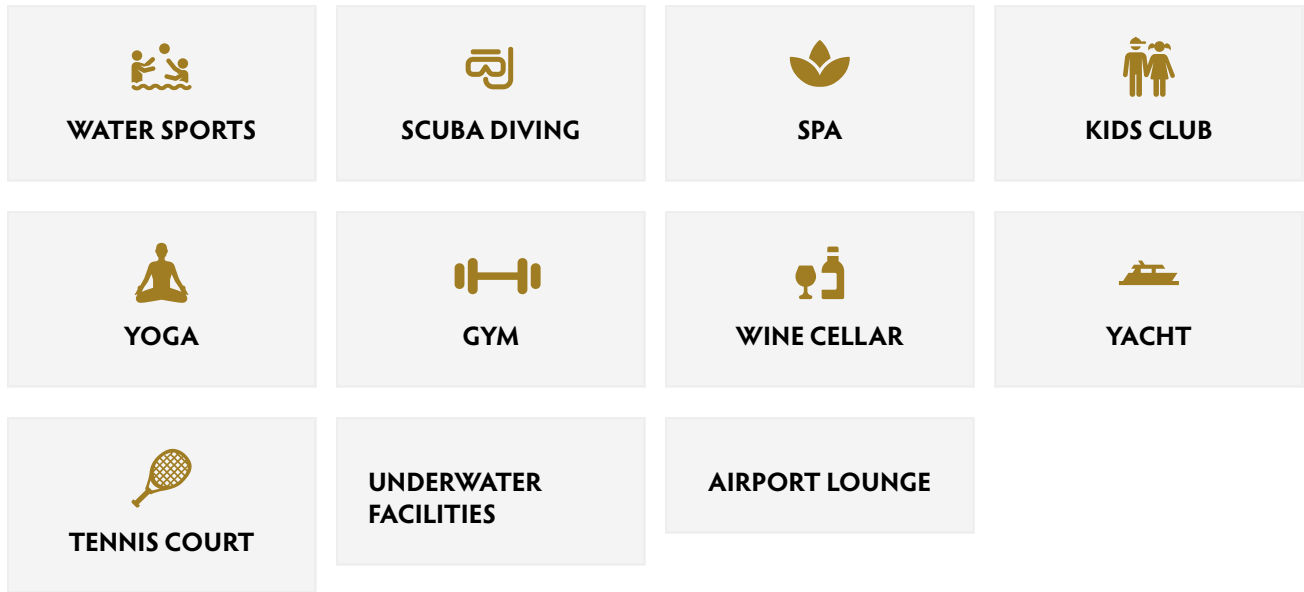 WATER SPORTS
SCUBA DIVING
SPA
KIDS CLUB
YOGA
GYM
WINE CELLAR
YACHT
TENNIS COURT
UNDERWATER
FACILITIES
AIRPORT LOUNGE